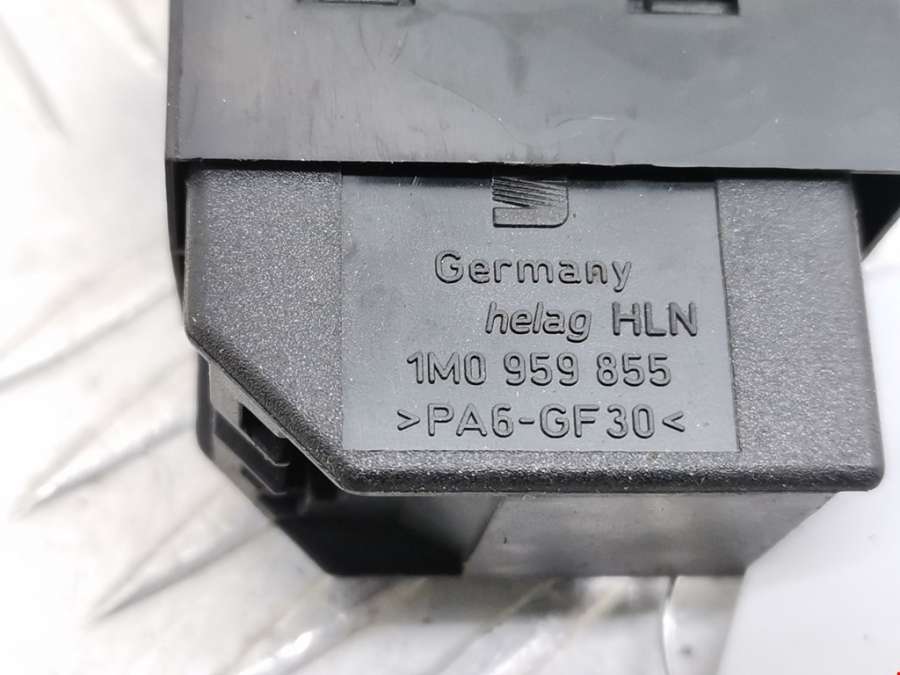 Germany
helag HLN
1M0 959 855
>PA6-GF30<